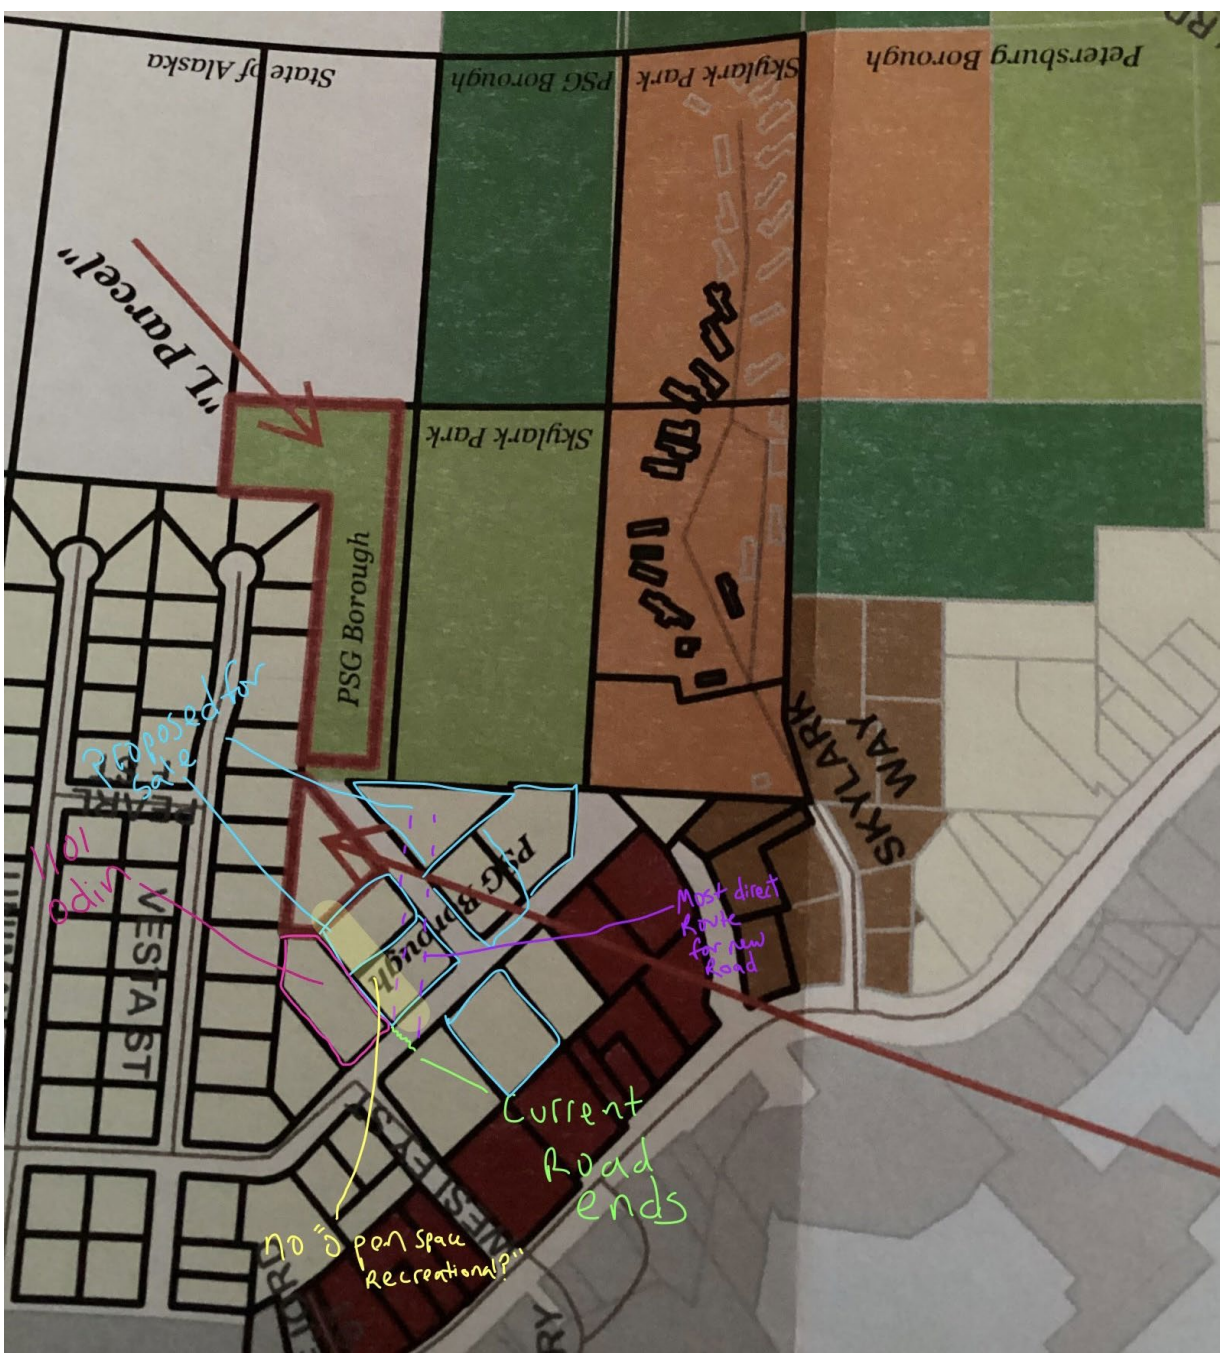 State of Alaska
PSG Borough
Skylark Park
Petersburg Borough
"L Parcel"
Skylark Park
PSG Borough
SKYLARK
WAY
Proposed for
Sale
PEARL
1101
odin
VESTA ST
PSG Borough
Most direct
Route
for new
Road
Current
Road
ends
no "open space
Recreational?"